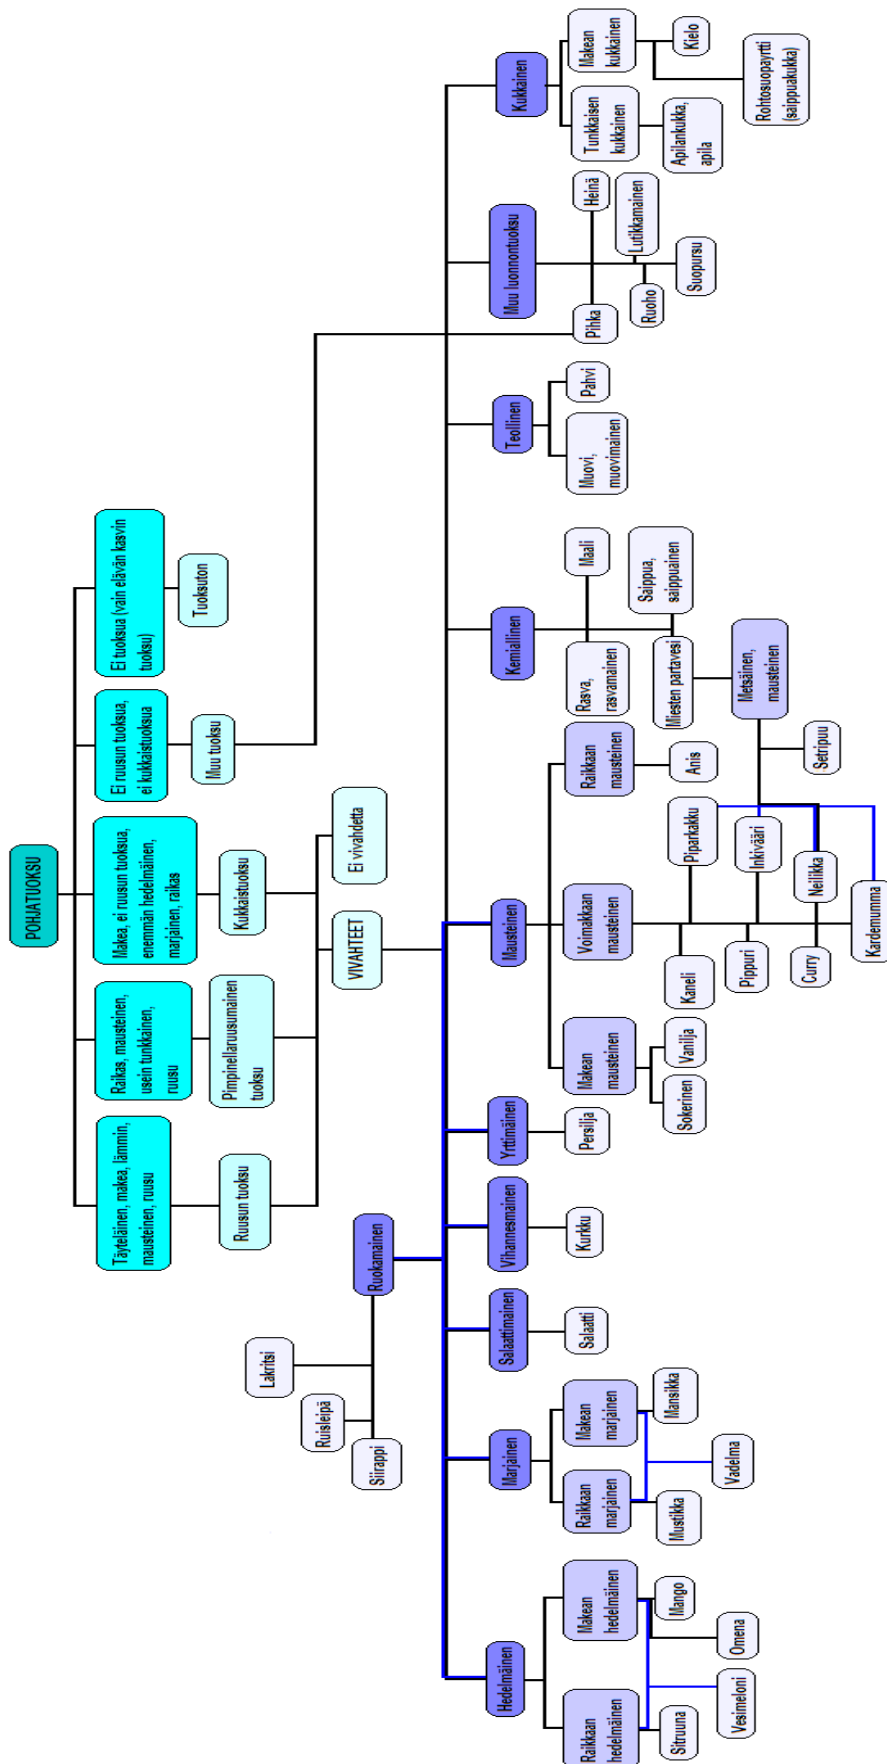 POHJATUOKSU
Täyteläinen, makea, lämmin,
mausteinen, ruusu
Raikas, mausteinen,
usein tunkkainen,
ruusu
Makea, ei ruusun tuoksua,
enemmän hedelmäinen,
marjainen, raikas
Ei ruusun tuoksua,
ei kukkaistuoksua
Ei tuoksua (vain elävän kasvin
tuoksu)
Ruusun tuoksu
Pimpinellaruusumainen
tuoksu
Kukkaistuoksu
Muu tuoksu
Tuoksuton
VIVAHTEET
Ei vivahdetta
Lakritsi
Ruisleipä
Siirappi
Ruokamainen
Hedelmäinen
Marjainen
Salaattimainen
Vihannesmainen
Yrttimäinen
Mausteinen
Kemiallinen
Teollinen
Muu luonnontuoksu
Kukkainen
Raikkaan
hedelmäinen
Makean
hedelmäinen
Sitruuna
Mango
Omena
Vesimeloni
Raikkaan
marjainen
Makean
marjainen
Mustikka
Mansikka
Vadelma
Salaatti
Kurkku
Persilja
Makean
mausteinen
Voimakkaan
mausteinen
Raikkaan
mausteinen
Sokerinen
Vanilja
Kaneli
Piparkakku
Pippuri
Inkivääri
Curry
Neilikka
Kardemumma
Anis
Rasva,
rasvamainen
Maali
Miesten partavesi
Saippua,
saippuainen
Metsäinen,
mausteinen
Setripuu
Muovi,
muovimainen
Pahvi
Pihka
Heinä
Ruoho
Lutikkamainen
Suopursu
Tunkkaisen
kukkainen
Makean
kukkainen
Apilankukka,
apila
Kielo
Rohtosuopayrtti
(saippuakukka)